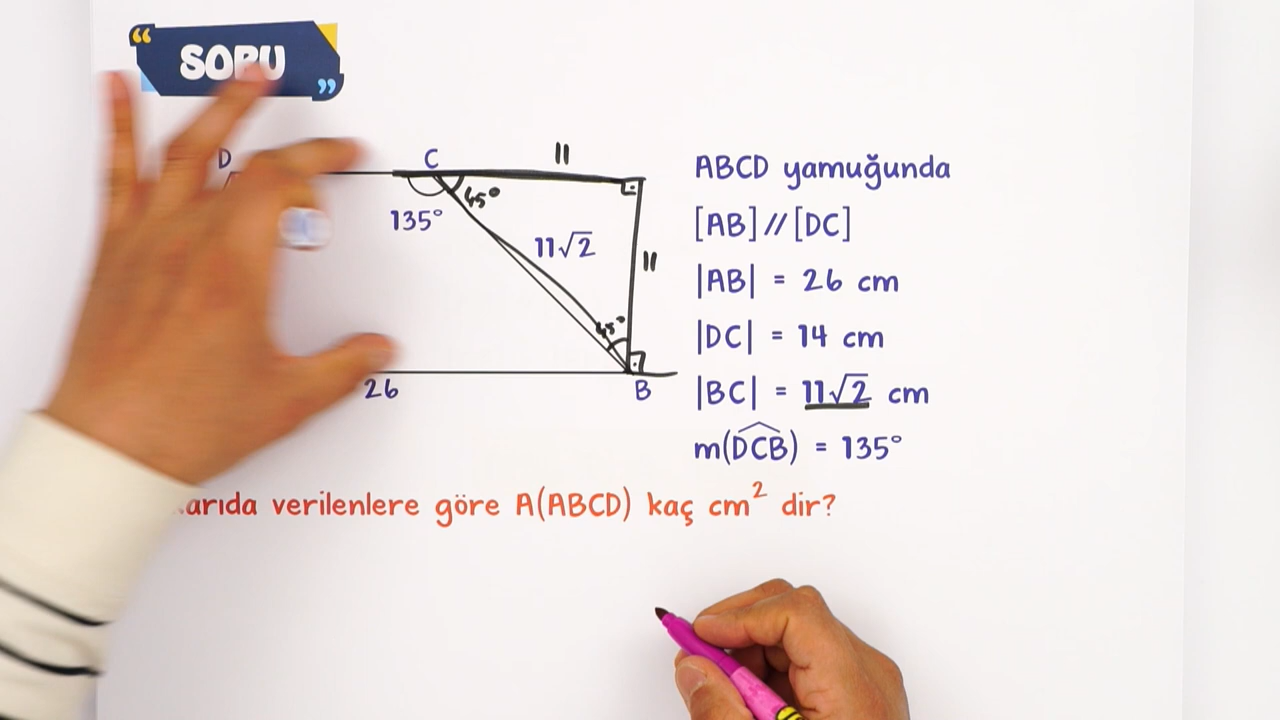 “ SORU ”
D
C
11
45°
135°
11√2
11
45°
26
B
ABCD yamuğunda
[AB] // [DC]
|AB| = 26 cm
|DC| = 14 cm
|BC| = 11√2 cm
m(DCB) = 135°
verilenlere göre A(ABCD) kaç cm² dir?